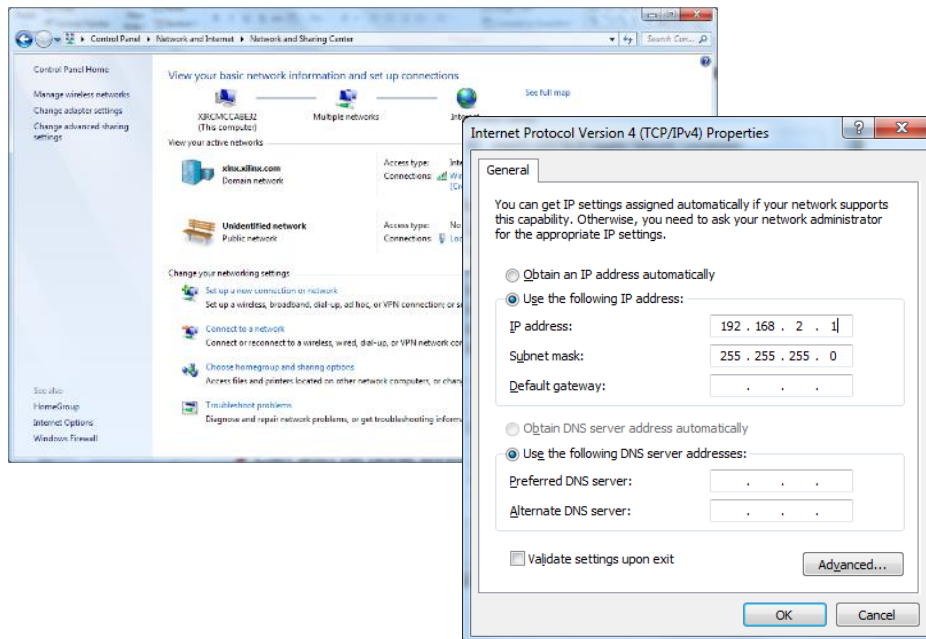 Control Panel ▸ Network and Internet ▸ Network and Sharing Center
Search Con...
Control Panel Home
Manage wireless networks
Change adapter settings
Change advanced sharing
settings
See also
HomeGroup
Internet Options
Windows Firewall
View your basic network information and set up connections
See full map
XIRCMCCABEJ2
(This computer)
Multiple networks
View your active networks
xlnx.xilinx.com
Domain network
Access type:
Connections:
Unidentified network
Public network
Access type: No
Connections:
Change your networking settings
Set up a new connection or network
Set up a wireless, broadband, dial-up, ad hoc, or VPN connection; or
Connect to a network
Connect or reconnect to a wireless, wired, dial-up, or VPN network
Choose homegroup and sharing options
Access files and printers located on other network computers, or
Troubleshoot problems
Diagnose and repair network problems, or get troubleshooting
Internet Protocol Version 4 (TCP/IPv4) Properties
General
You can get IP settings assigned automatically if your network supports
this capability. Otherwise, you need to ask your network administrator
for the appropriate IP settings.
Obtain an IP address automatically
Use the following IP address:
IP address: 192 . 168 . 2 . 1
Subnet mask: 255 . 255 . 255 . 0
Default gateway: . . .
Obtain DNS server address automatically
Use the following DNS server addresses:
Preferred DNS server: . . .
Alternate DNS server: . . .
Validate settings upon exit
Advanced...
OK
Cancel